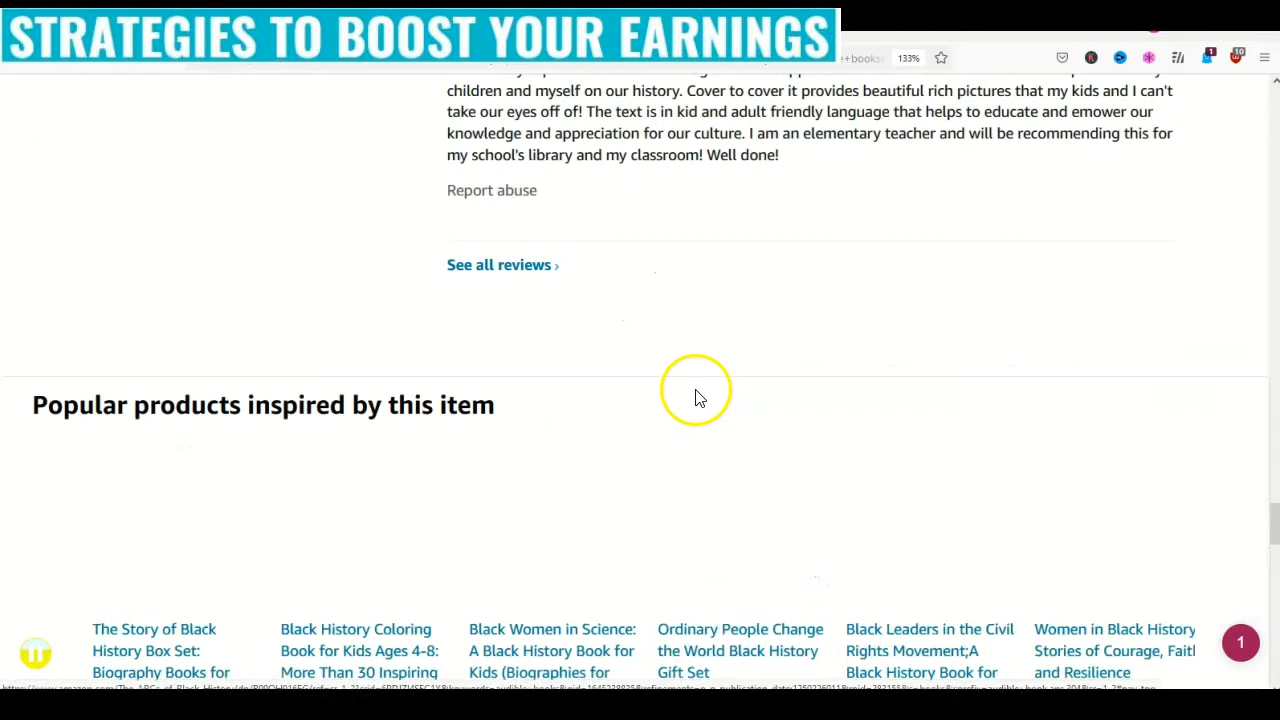 STRATEGIES TO BOOST YOUR EARNINGS
133%
1
10
children and myself on our history. Cover to cover it provides beautiful rich pictures that my kids and I can't
take our eyes off of! The text is in kid and adult friendly language that helps to educate and emower our
knowledge and appreciation for our culture. I am an elementary teacher and will be recommending this for
my school's library and my classroom! Well done!
Report abuse
See all reviews ›
Popular products inspired by this item
The Story of Black
History Box Set:
Biography Books for
Black History Coloring
Book for Kids Ages 4-8:
More Than 30 Inspiring
Black Women in Science:
A Black History Book for
Kids (Biographies for
Ordinary People Change
the World Black History
Gift Set
Black Leaders in the Civil
Rights Movement;A
Black History Book for
Women in Black History
Stories of Courage, Faith
and Resilience
1